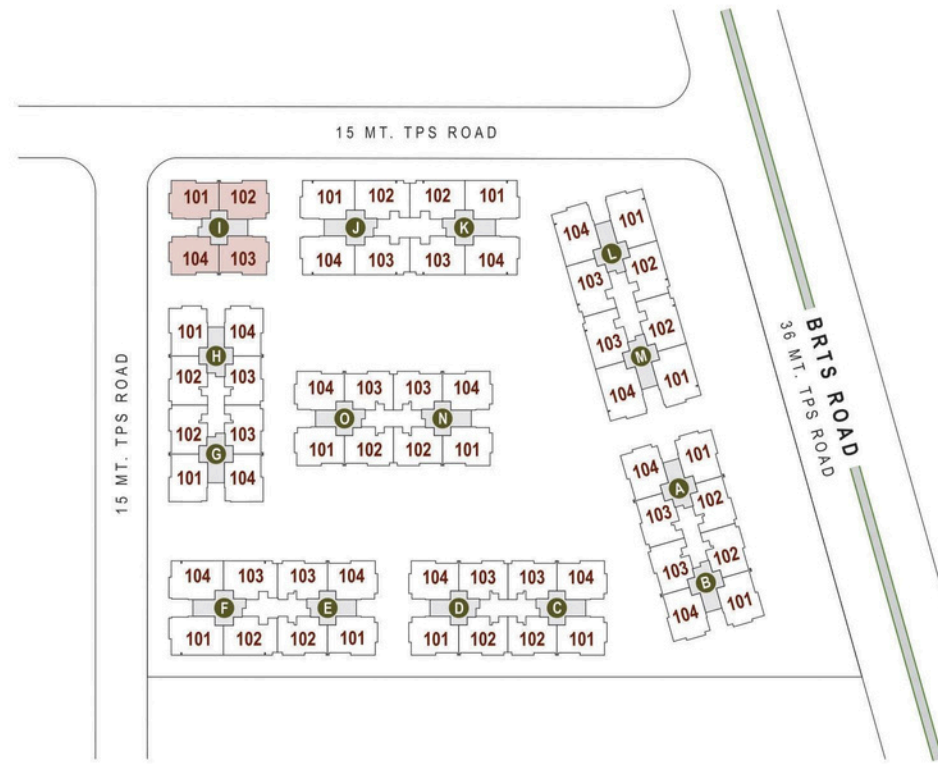 15 MT. TPS ROAD
101 102
I
104 103
101 102 102 101
J K
104 103 103 104
104 101
L
103 102
103 102
M
104 101
BRTS ROAD
36 MT. TPS ROAD
15 MT. TPS ROAD
101 104
H
102 103
102 103
G
101 104
104 103 103 104
O N
101 102 102 101
104 101
A
103 102
103 102
B
104 101
104 103 103 104
F E
101 102 102 101
104 103 103 104
D C
101 102 102 101